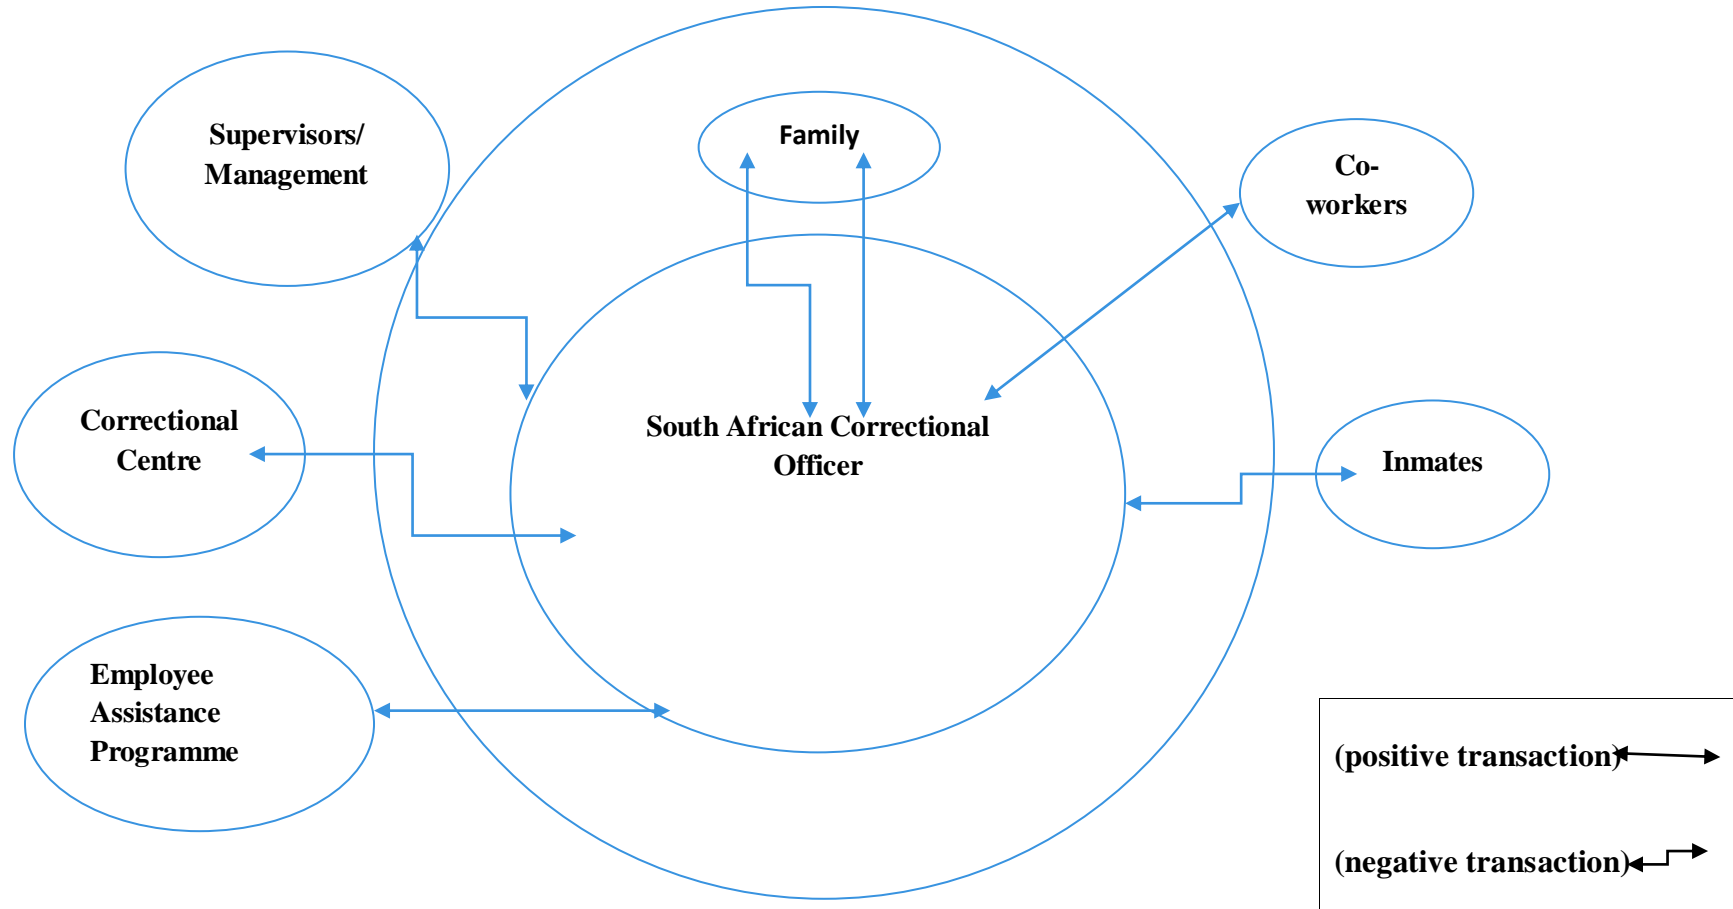 Supervisors/
Management
Family
Co-
workers
Correctional
Centre
South African Correctional
Officer
Inmates
Employee
Assistance
Programme
(positive transaction)
(negative transaction)